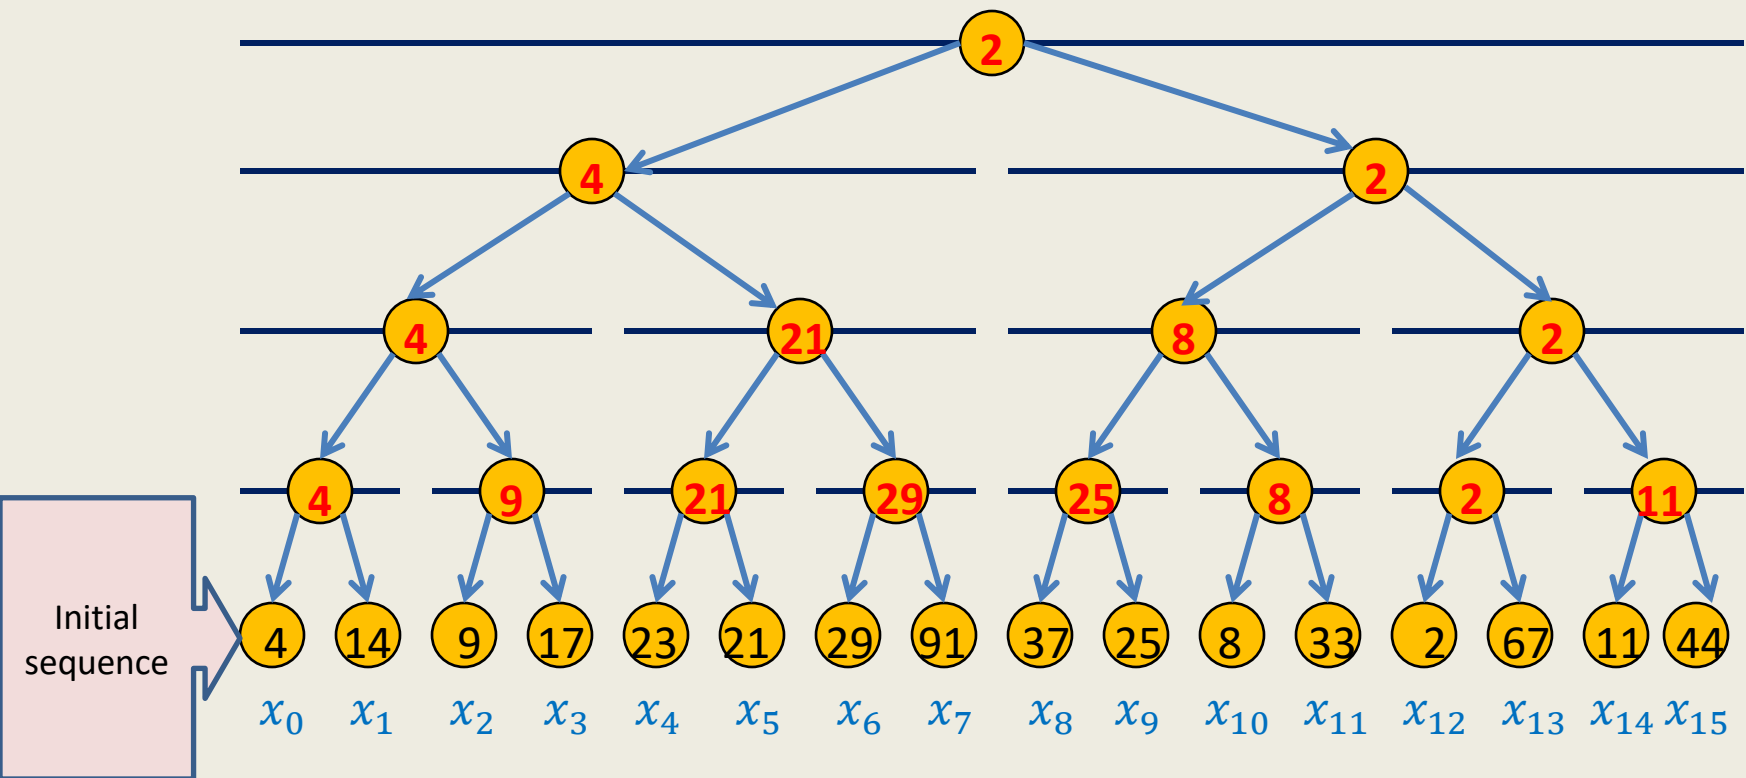 2
4 2
4 21 8 2
4 9 21 29 25 8 2 11
Initial
sequence
4 14 9 17 23 21 29 91 37 25 8 33 2 67 11 44
x₀ x₁ x₂ x₃ x₄ x₅ x₆ x₇ x₈ x₉ x₁₀ x₁₁ x₁₂ x₁₃ x₁₄ x₁₅